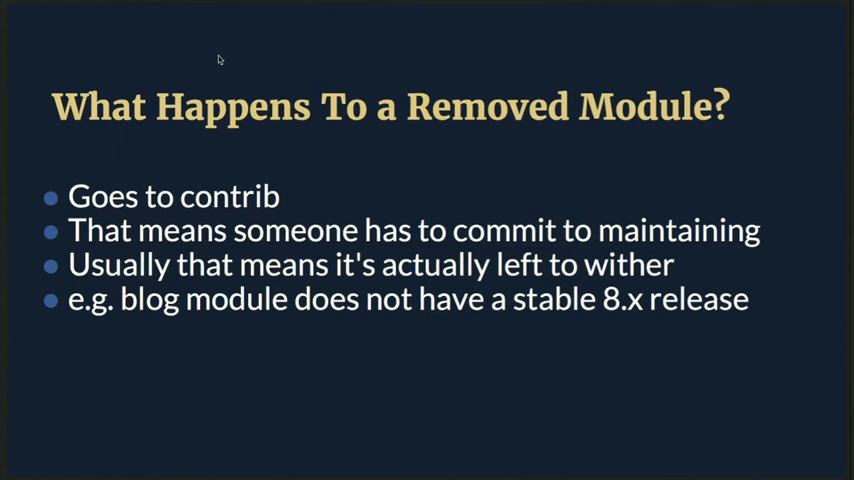 What Happens To a Removed Module?
Goes to contrib
That means someone has to commit to maintaining
Usually that means it's actually left to wither
e.g. blog module does not have a stable 8.x release